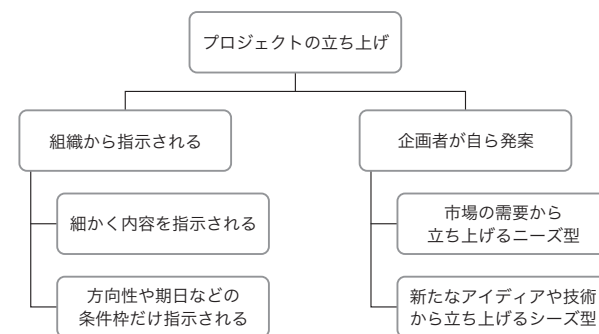 プロジェクトの立ち上げ
組織から指示される
細かく内容を指示される
方向性や期日などの
条件枠だけ指示される
企画者が自ら発案
市場の需要から
立ち上げるニーズ型
新たなアイディアや技術
から立ち上げるシーズ型